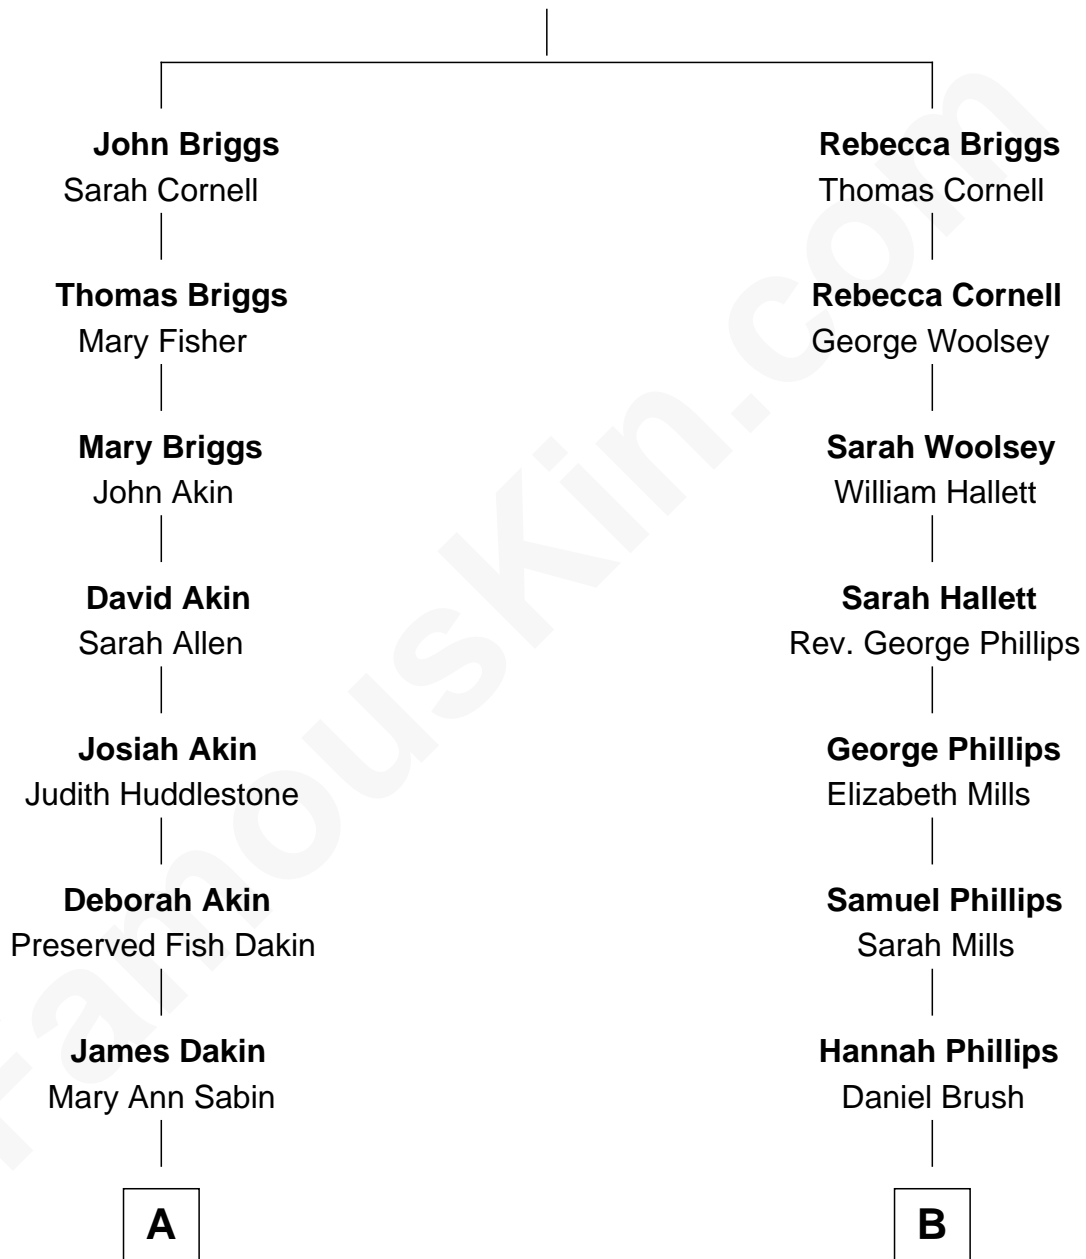 John Briggs
Sarah Cornell
Thomas Briggs
Mary Fisher
Mary Briggs
John Akin
David Akin
Sarah Allen
Josiah Akin
Judith Huddlestone
Deborah Akin
Preserved Fish Dakin
James Dakin
Mary Ann Sabin
A
Rebecca Briggs
Thomas Cornell
Rebecca Cornell
George Woolsey
Sarah Woolsey
William Hallett
Sarah Hallett
Rev. George Phillips
George Phillips
Elizabeth Mills
Samuel Phillips
Sarah Mills
Hannah Phillips
Daniel Brush
B
FamousKin.com